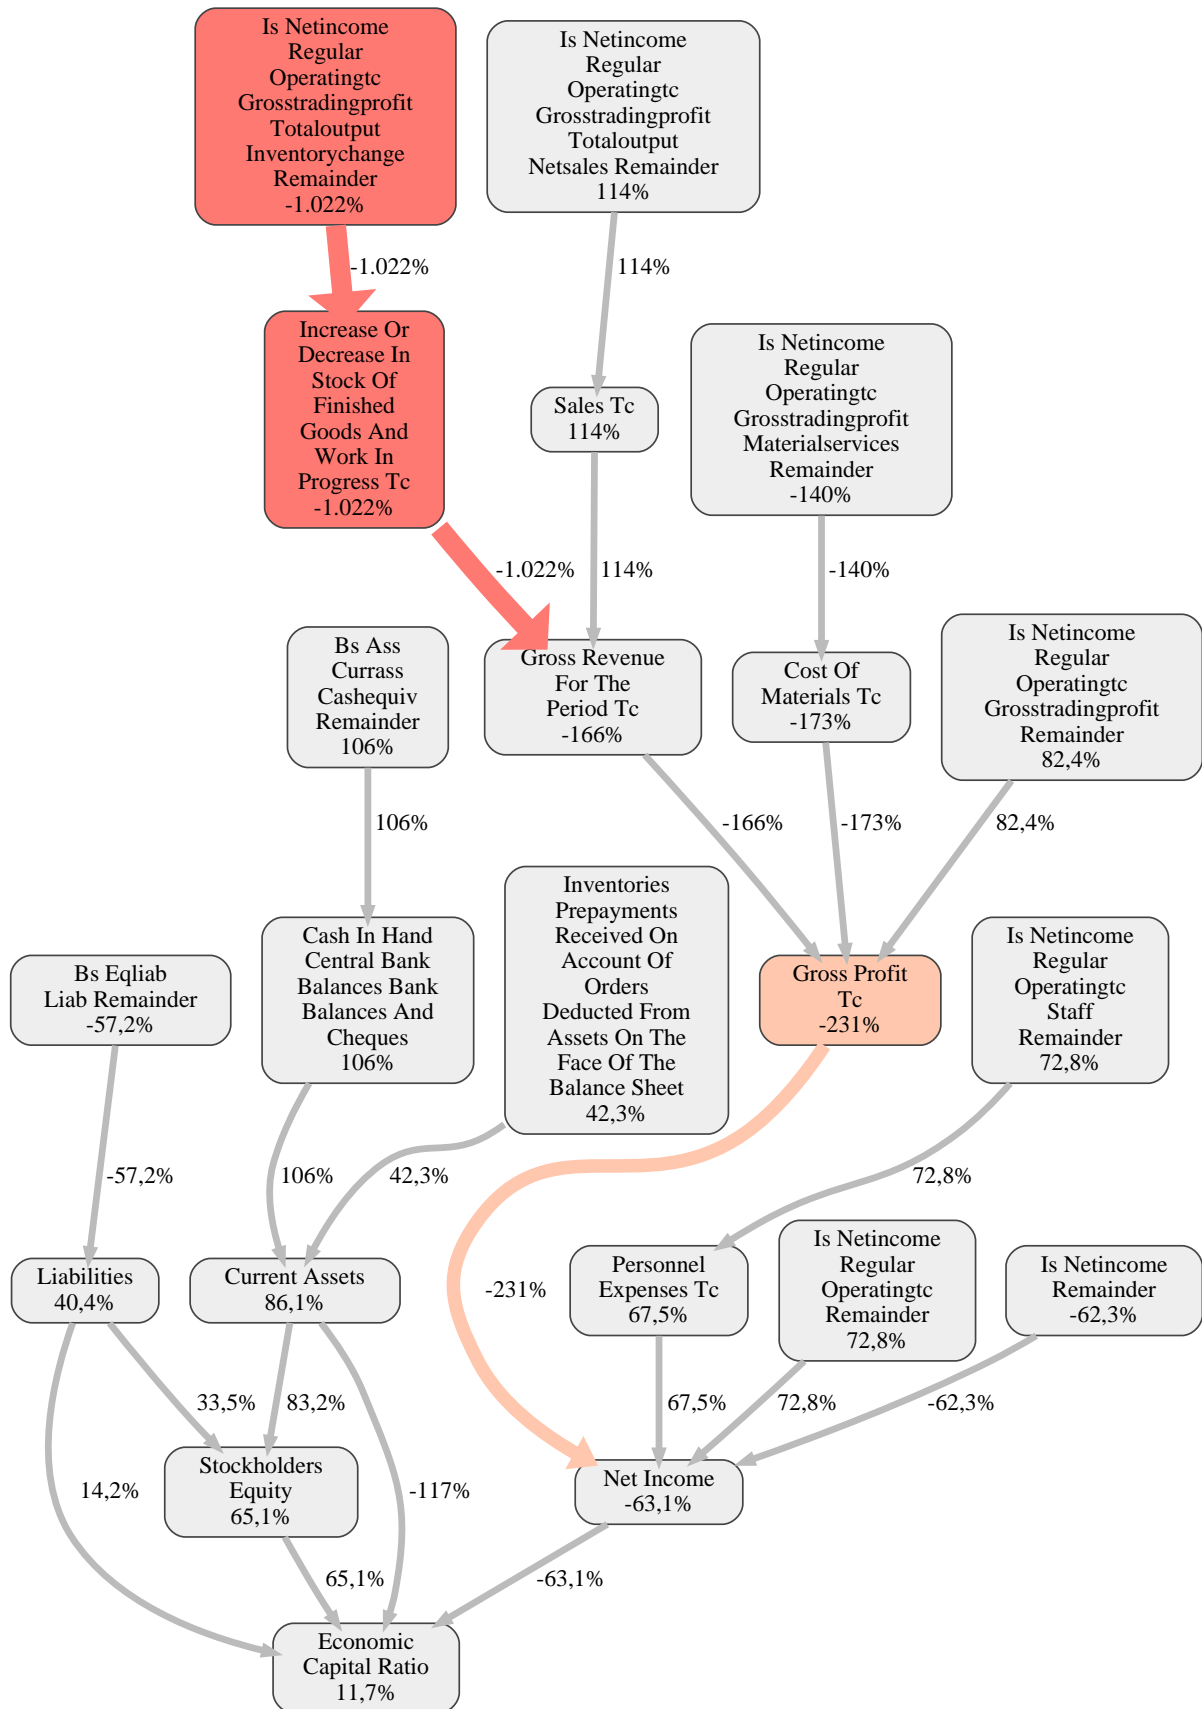 Is Netincome
Regular
Operatingtc
Grosstradingprofit
Totaloutput
Inventorychange
Remainder
-1.022%
Is Netincome
Regular
Operatingtc
Grosstradingprofit
Totaloutput
Netsales Remainder
114%
-1.022%
114%
Increase Or
Decrease In
Stock Of
Finished
Goods And
Work In
Progress Tc
-1.022%
Sales Tc
114%
Is Netincome
Regular
Operatingtc
Grosstradingprofit
Materialservices
Remainder
-140%
-1.022%
114%
-140%
Bs Ass
Currass
Cashequiv
Remainder
106%
Gross Revenue
For The
Period Tc
-166%
Cost Of
Materials Tc
-173%
Is Netincome
Regular
Operatingtc
Grosstradingprofit
Remainder
82,4%
106%
-166%
-173%
82,4%
Bs Eqliab
Liab Remainder
-57,2%
Cash In Hand
Central Bank
Balances Bank
Balances And
Cheques
106%
Inventories
Prepayments
Received On
Account Of
Orders
Deducted From
Assets On The
Face Of The
Balance Sheet
42,3%
Gross Profit
Tc
-231%
Is Netincome
Regular
Operatingtc
Staff
Remainder
72,8%
-57,2%
106%
42,3%
72,8%
Liabilities
40,4%
Current Assets
86,1%
-231%
Personnel
Expenses Tc
67,5%
Is Netincome
Regular
Operatingtc
Remainder
72,8%
Is Netincome
Remainder
-62,3%
33,5%
83,2%
67,5%
72,8%
-62,3%
14,2%
Stockholders
Equity
65,1%
-117%
Net Income
-63,1%
65,1%
-63,1%
Economic
Capital Ratio
11,7%